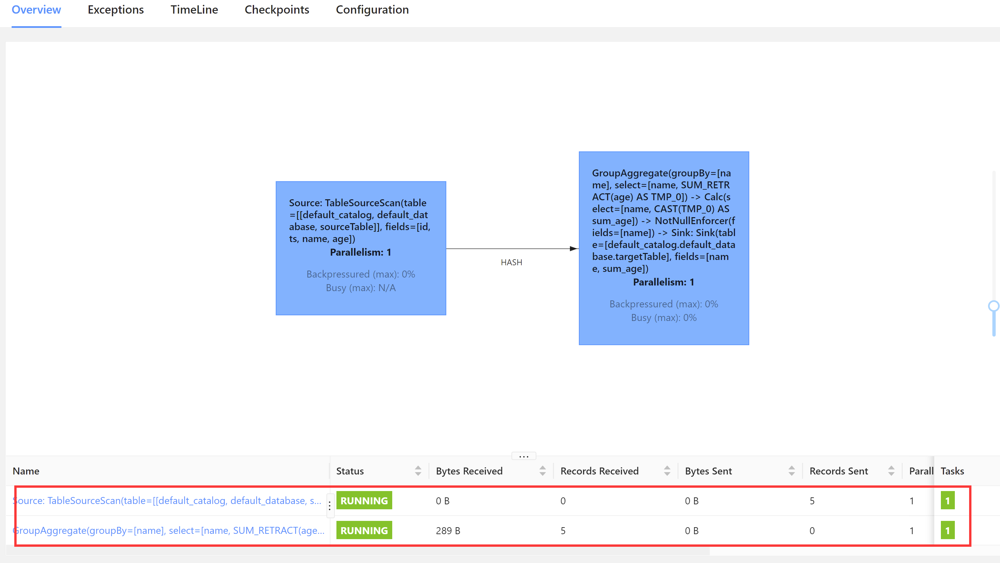 Overview Exceptions TimeLine Checkpoints Configuration
Source: TableSourceScan(table
=[[default_catalog, default_dat
abase, sourceTable]], fields=[id,
ts, name, age])
Parallelism: 1
Backpressured (max): 0%
Busy (max): N/A
HASH
GroupAggregate(groupBy=[na
me], select=[name, SUM_RETR
ACT(age) AS TMP_0]) -> Calc(s
elect=[name, CAST(TMP_0) AS
sum_age]) -> NotNullEnforcer(f
ields=[name]) -> Sink: Sink(tabl
e=[default_catalog.default_data
base.targetTable], fields=[nam
e, sum_age])
Parallelism: 1
Backpressured (max): 0%
Busy (max): 0%
Name Status Bytes Received Records Received Bytes Sent Records Sent Parall Tasks
Source: TableSourceScan(table=[[default_catalog, default_database, s... RUNNING 0 B 0 0 B 5 1 1
GroupAggregate(groupBy=[name], select=[name, SUM_RETRACT(age... RUNNING 289 B 5 0 B 0 1 1